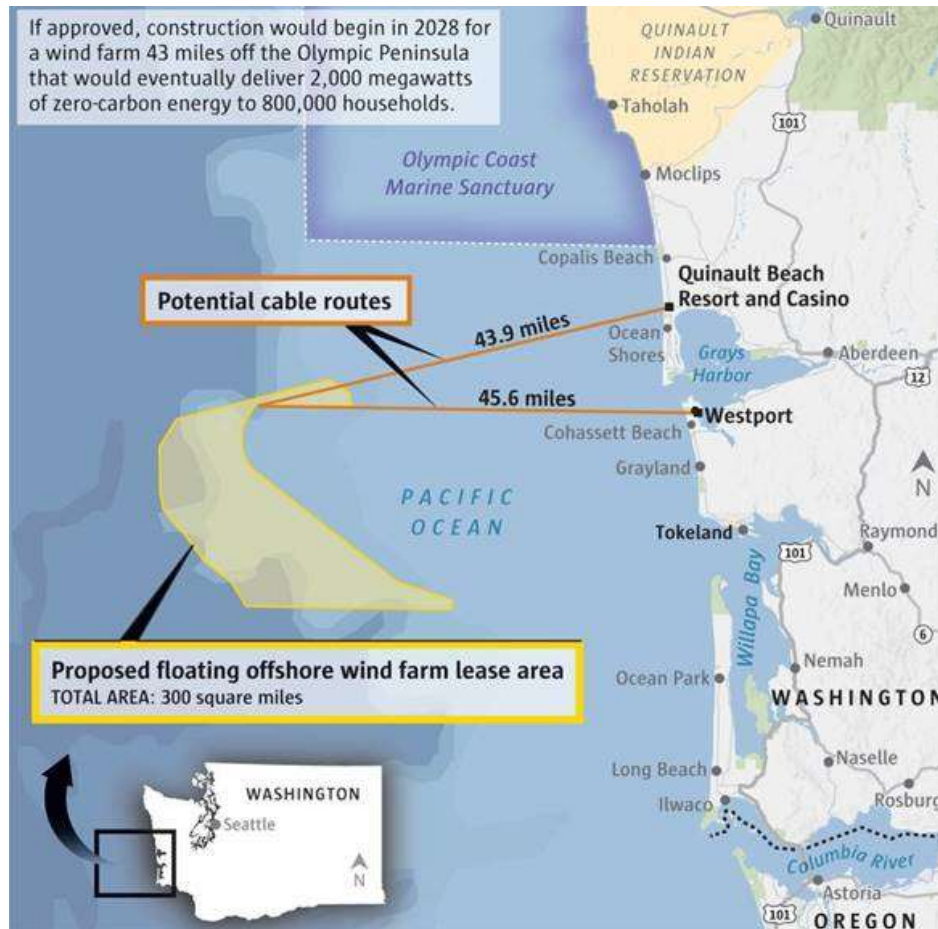 If approved, construction would begin in 2028 for
a wind farm 43 miles off the Olympic Peninsula
that would eventually deliver 2,000 megawatts
of zero-carbon energy to 800,000 households.
Quinault
QUINAULT
INDIAN
RESERVATION
Taholah
101
Olympic Coast
Marine Sanctuary
Moclips
Copalis Beach
Quinault Beach
Resort and Casino
Potential cable routes
43.9 miles
Ocean
Shores
Grays
Harbor
Aberdeen
12
45.6 miles
Westport
Cohassett Beach
Grayland
N
PACIFIC
OCEAN
Tokeland
101
Raymond
Willapa Bay
Menlo
6
Proposed floating offshore wind farm lease area
TOTAL AREA: 300 square miles
Nemah
Ocean Park
WASHINGTON
Naselle
Long Beach
Rosburg
Ilwaco
WASHINGTON
Seattle
N
Columbia River
Astoria
101
OREGON